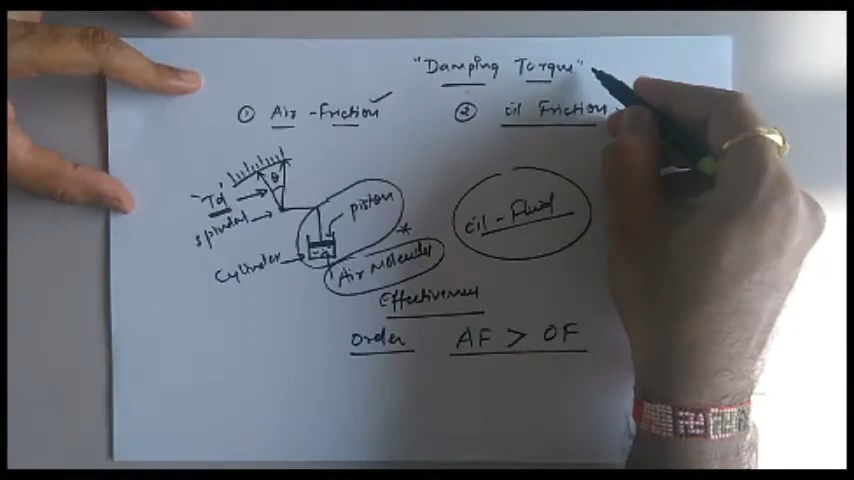 "Damping Torque"
① Air-Friction ② oil Friction
θ
"Td"
spindal
piston
cylinder
Air Molecules
*
oil-Fluid
Effectiveness
order AF > OF